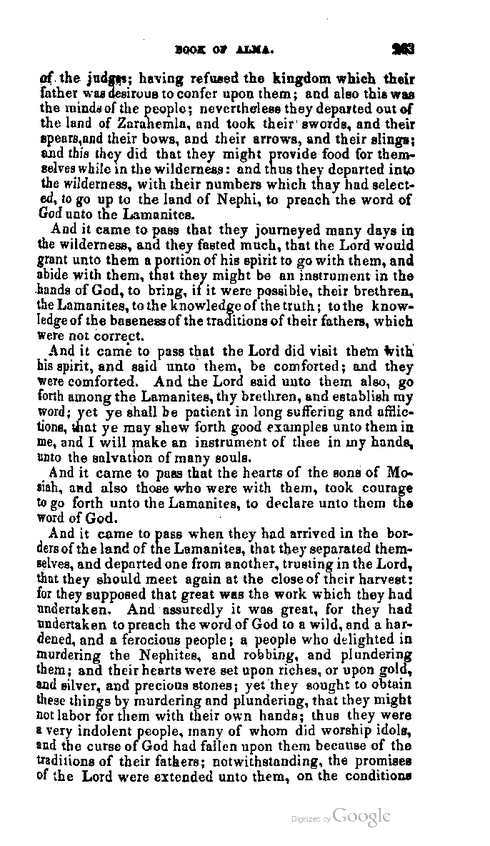 BOOK OF ALMA. 263
of the judges; having refused the kingdom which their
father was desirous to confer upon them; and also this was
the minds of the people; nevertheless they departed out of
the land of Zarahemla, and took their swords, and their
spears, and their bows, and their arrows, and their slings;
and this they did that they might provide food for them-
selves while in the wilderness: and thus they departed into
the wilderness, with their numbers which thay had select-
ed, to go up to the land of Nephi, to preach the word of
God unto the Lamanites.
And it came to pass that they journeyed many days in
the wilderness, and they fasted much, that the Lord would
grant unto them a portion of his spirit to go with them, and
abide with them, that they might be an instrument in the
hands of God, to bring, if it were possible, their brethren,
the Lamanites, to the knowledge of the truth; to the know-
ledge of the baseness of the traditions of their fathers, which
were not correct.
And it came to pass that the Lord did visit them with
his spirit, and said unto them, be comforted; and they
were comforted. And the Lord said unto them also, go
forth among the Lamanites, thy brethren, and establish my
word; yet ye shall be patient in long suffering and afflic-
tions, that ye may shew forth good examples unto them in
me, and I will make an instrument of thee in my hands,
unto the salvation of many souls.
And it came to pass that the hearts of the sons of Mo-
siah, and also those who were with them, took courage
to go forth unto the Lamanites, to declare unto them the
word of God.
And it came to pass when they had arrived in the bor-
ders of the land of the Lamanites, that they separated them-
selves, and departed one from another, trusting in the Lord,
that they should meet again at the close of their harvest:
for they supposed that great was the work which they had
undertaken. And assuredly it was great, for they had
undertaken to preach the word of God to a wild, and a har-
dened, and a ferocious people; a people who delighted in
murdering the Nephites, and robbing, and plundering
them; and their hearts were set upon riches, or upon gold,
and silver, and precious stones; yet they sought to obtain
these things by murdering and plundering, that they might
not labor for them with their own hands; thus they were
a very indolent people, many of whom did worship idols,
and the curse of God had fallen upon them because of the
traditions of their fathers; notwithstanding, the promises
of the Lord were extended unto them, on the conditions
Digitized by Google